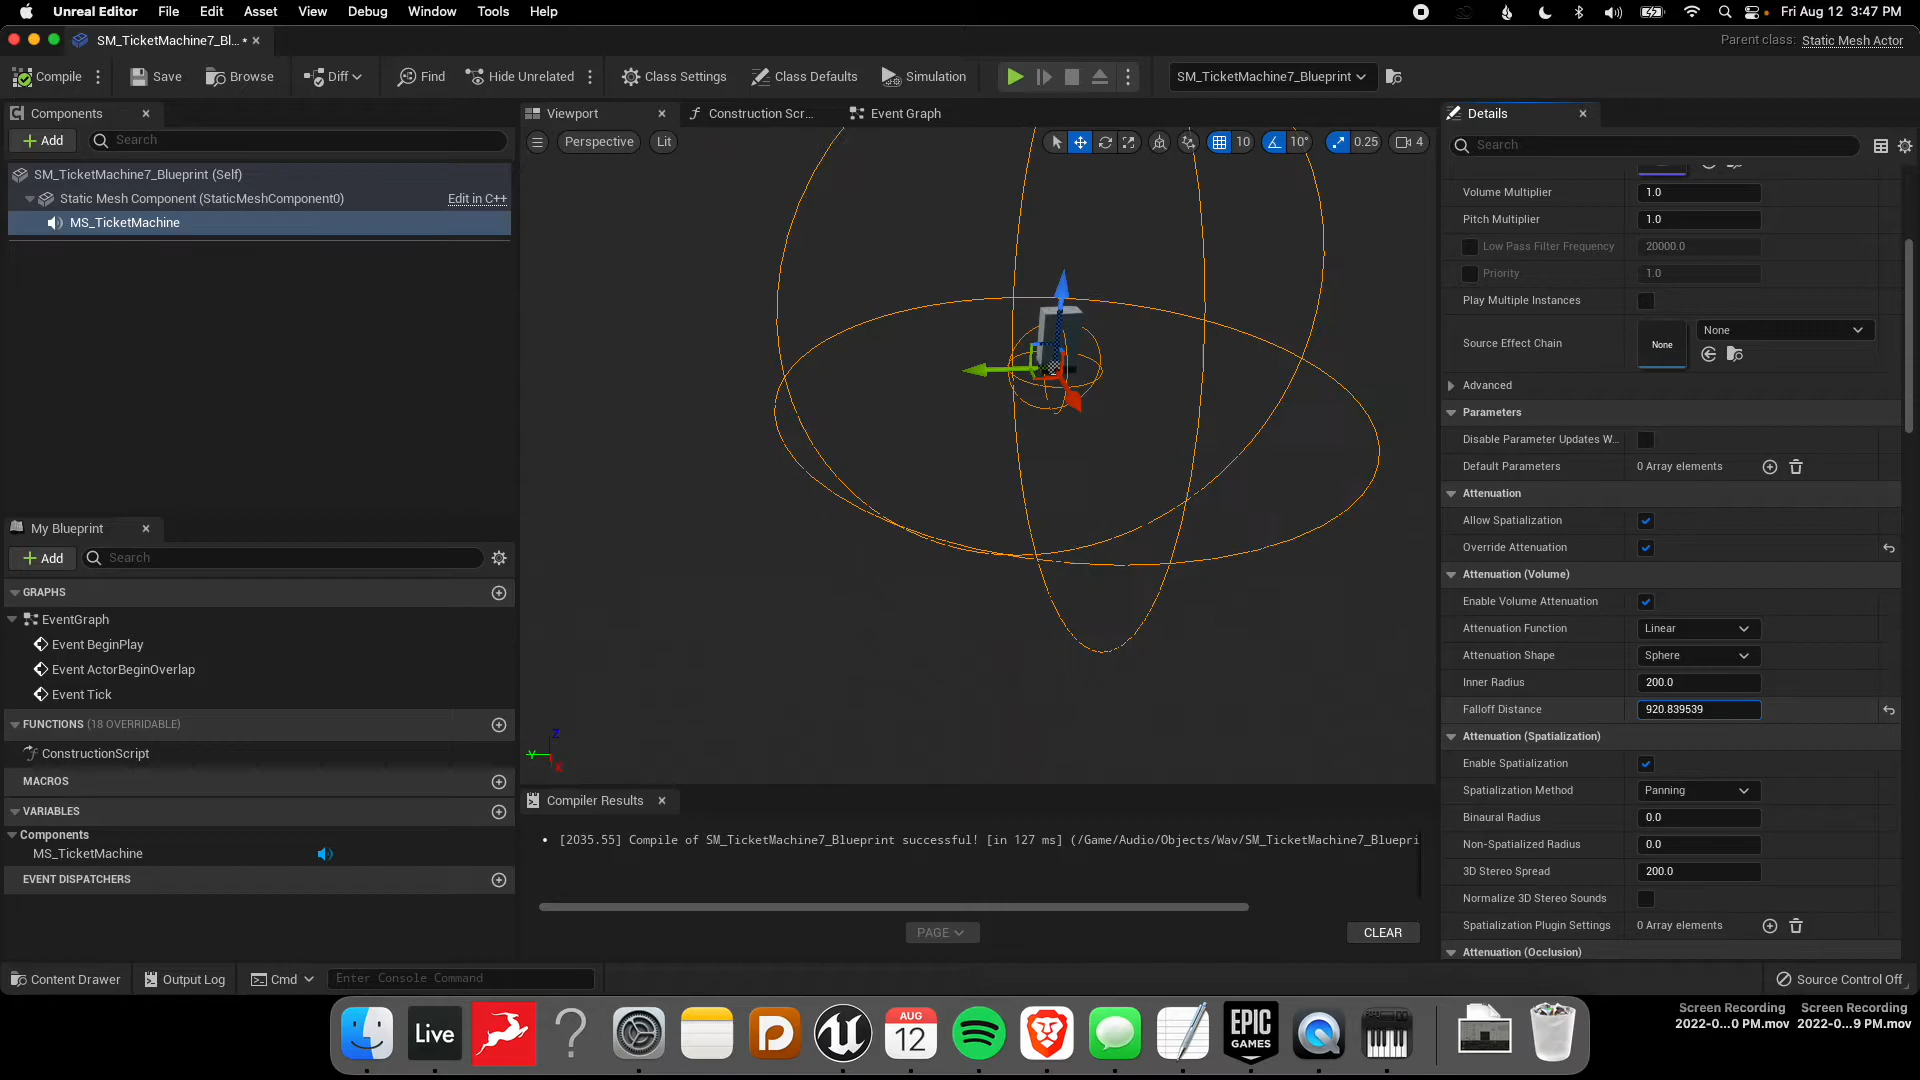 Unreal Editor File Edit Asset View Debug Window Tools Help Fri Aug 12 3:47 PM
SM_TicketMachine7_Bl...• Parent class: Static Mesh Actor
Compile Save Browse Diff Find Hide Unrelated Class Settings Class Defaults Simulation SM_TicketMachine7_Blueprint
Components
Add Search
SM_TicketMachine7_Blueprint (Self)
Static Mesh Component (StaticMeshComponent0) Edit in C++
MS_TicketMachine
My Blueprint
Add Search
GRAPHS
EventGraph
Event BeginPlay
Event ActorBeginOverlap
Event Tick
FUNCTIONS (18 OVERRIDABLE)
ConstructionScript
MACROS
VARIABLES
Components
MS_TicketMachine
EVENT DISPATCHERS
Viewport Construction Scr... Event Graph
Perspective Lit 10 10° 0.25 4
Z
Y
X
Compiler Results
[2035.55] Compile of SM_TicketMachine7_Blueprint successful! [in 127 ms] (/Game/Audio/Objects/Wav/SM_TicketMachine7_Bluepri
PAGE CLEAR
Details
Search
Volume Multiplier 1.0
Pitch Multiplier 1.0
Low Pass Filter Frequency 20000.0
Priority 1.0
Play Multiple Instances
Source Effect Chain None None
Advanced
Parameters
Disable Parameter Updates W...
Default Parameters 0 Array elements
Attenuation
Allow Spatialization
Override Attenuation
Attenuation (Volume)
Enable Volume Attenuation
Attenuation Function Linear
Attenuation Shape Sphere
Inner Radius 200.0
Falloff Distance 920.839539
Attenuation (Spatialization)
Enable Spatialization
Spatialization Method Panning
Binaural Radius 0.0
Non-Spatialized Radius 0.0
3D Stereo Spread 200.0
Normalize 3D Stereo Sounds
Spatialization Plugin Settings 0 Array elements
Attenuation (Occlusion)
Content Drawer Output Log Cmd Enter Console Command Source Control Off
Live
AUG
12
EPIC
GAMES
Screen Recording Screen Recording
2022-0...0 PM.mov 2022-0...9 PM.mov